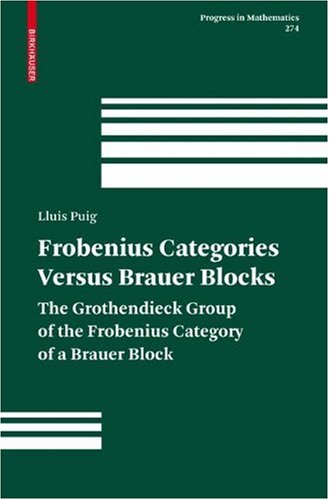 BIRKHAUSER
Progress in Mathematics
274
Lluis Puig
Frobenius Categories
Versus Brauer Blocks
The Grothendieck Group
of the Frobenius Category
of a Brauer Block